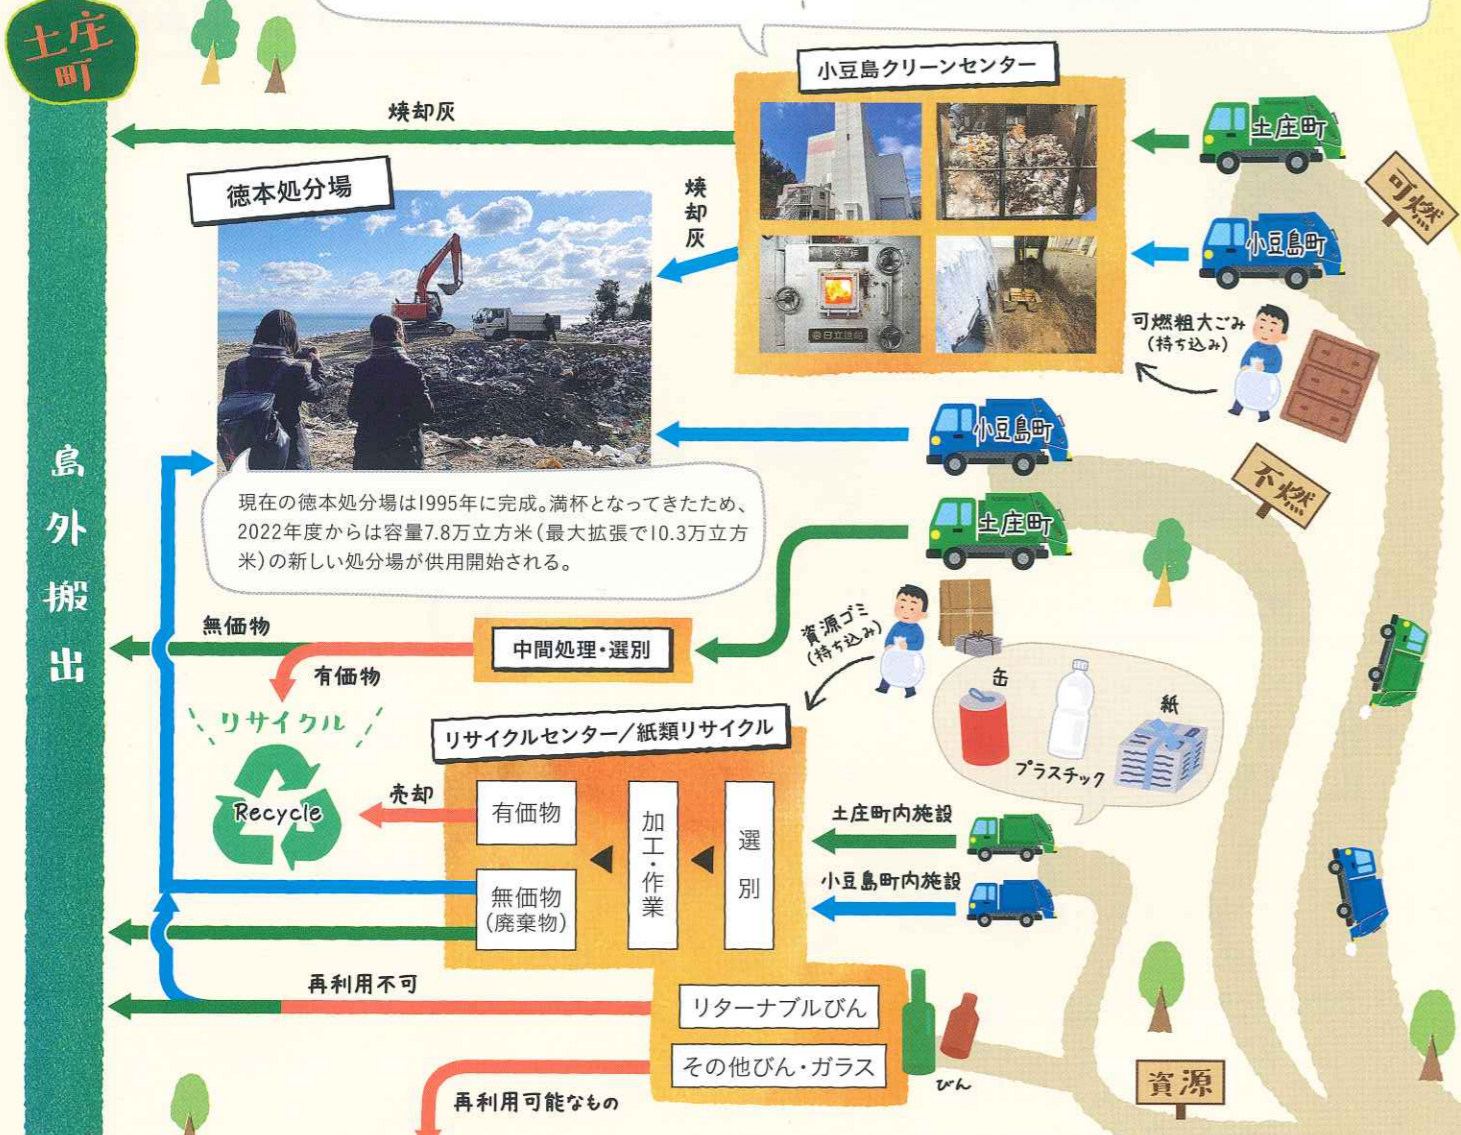 土庄
町
島外搬出
焼却灰
小豆島クリーンセンター
日立造船
土庄町
小豆島町
可燃
可燃粗大ごみ
(持ち込み)
徳本処分場
焼却灰
小豆島町
土庄町
不燃
現在の徳本処分場は1995年に完成。満杯となってきたため、
2022年度からは容量7.8万立方米(最大拡張で10.3万立方
米)の新しい処分場が供用開始される。
無価物
有価物
中間処理・選別
資源ゴミ
(持ち込み)
缶
プラスチック
紙
リサイクル
Recycle
リサイクルセンター/紙類リサイクル
売却
有価物
無価物
(廃棄物)
加工・作業
選別
土庄町内施設
小豆島町内施設
再利用不可
リターナブルびん
その他びん・ガラス
びん
再利用可能なもの
資源